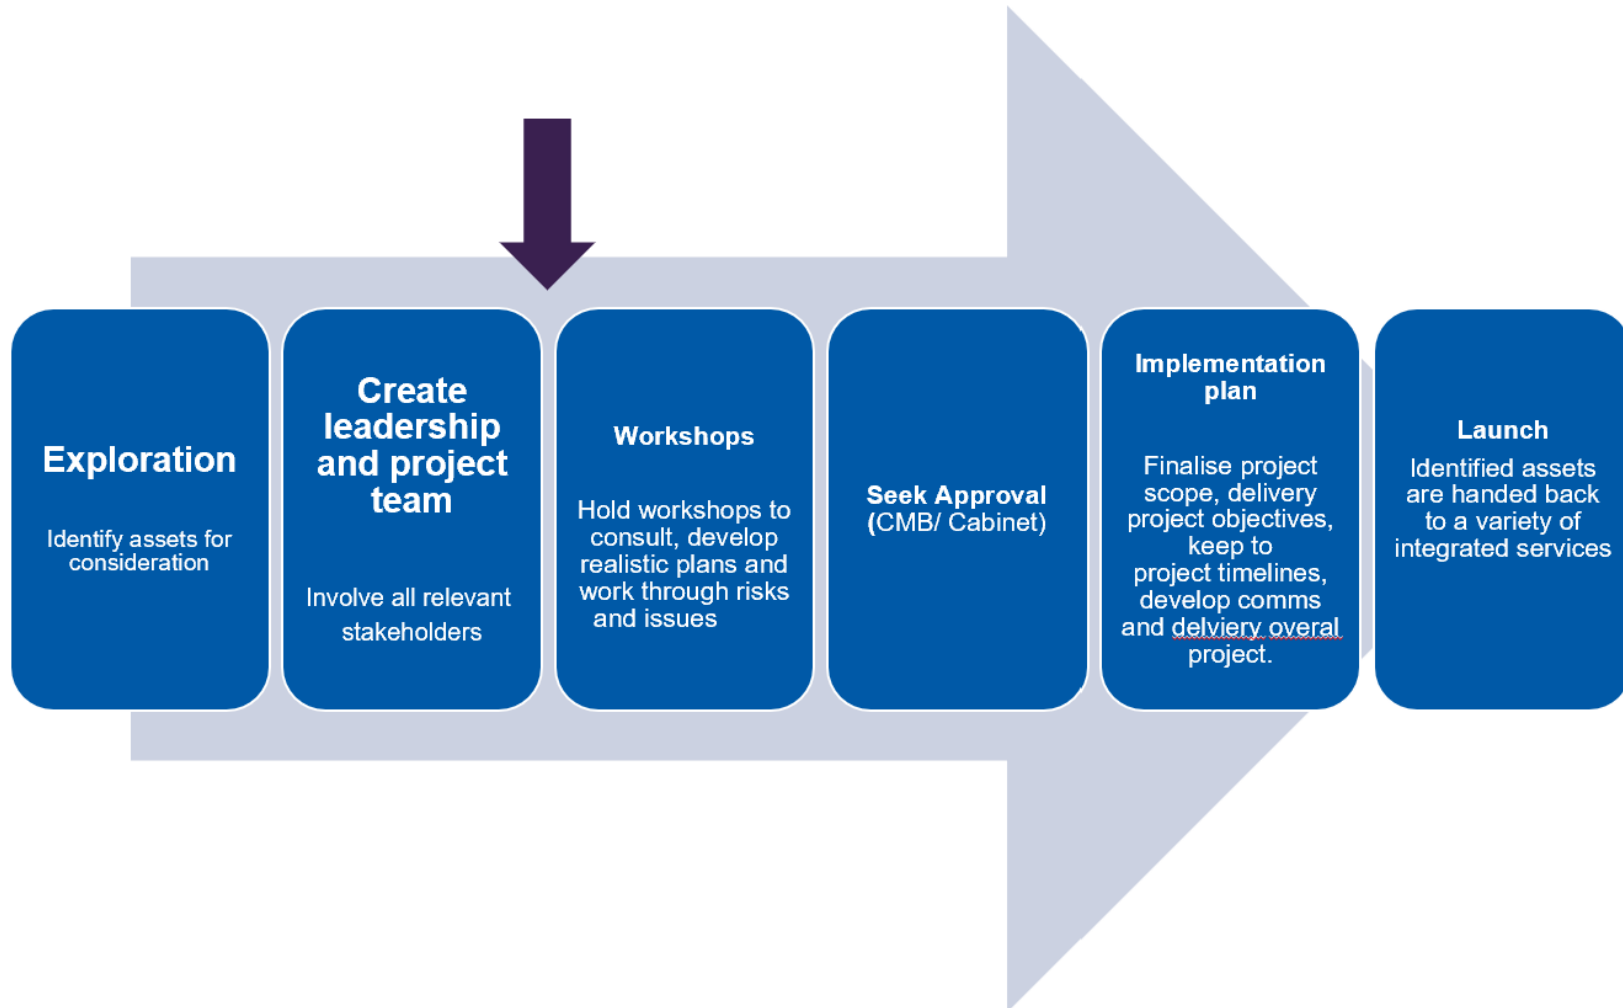 Exploration
Identify assets for
consideration
Create
leadership
and project
team
Involve all relevant
stakeholders
Workshops
Hold workshops to
consult, develop
realistic plans and
work through risks
and issues
Seek Approval
(CMB/ Cabinet)
Implementation
plan
Finalise project
scope, delivery
project objectives,
keep to
project timelines,
develop comms
and delviery overal
project.
Launch
Identified assets
are handed back
to a variety of
integrated services